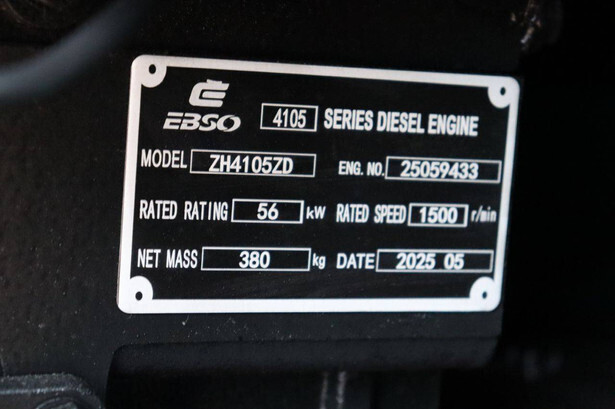 EBSO 4105 SERIES DIESEL ENGINE
MODEL ZH4105ZD ENG. NO. 25059433
RATED RATING 56 kW RATED SPEED 1500 r/min
NET MASS 380 kg DATE 2025 05